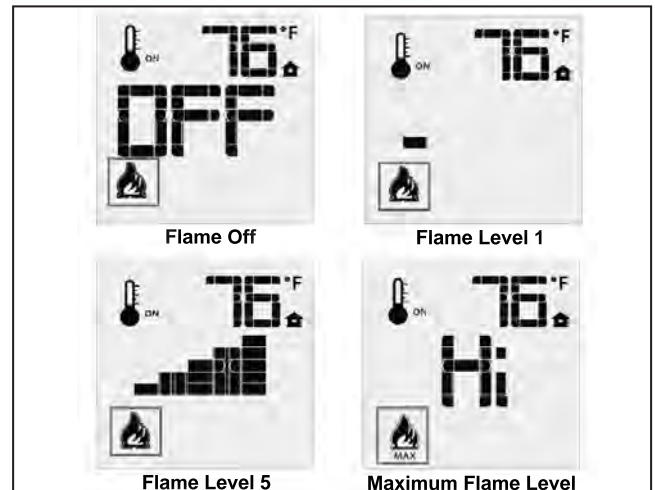 76 °F
ON
OFF
Flame Off
76 °F
ON
Flame Level 1
76 °F
ON
Flame Level 5
76 °F
ON
Hi
MAX
Maximum Flame Level